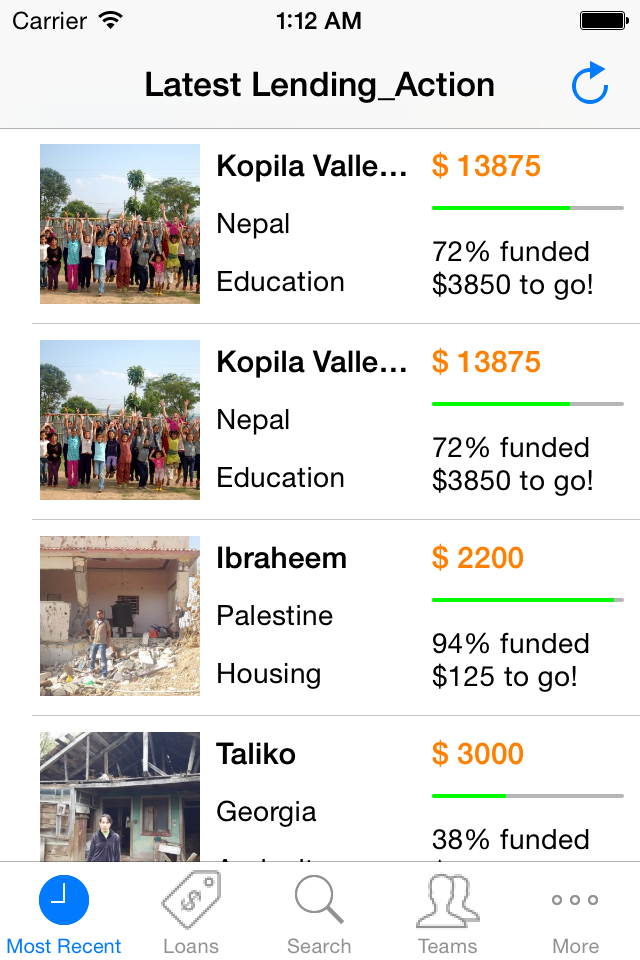 Carrier 1:12 AM
Latest Lending_Action
Kopila Valle...
$ 13875
Nepal
72% funded
$3850 to go!
Education
Kopila Valle...
$ 13875
Nepal
72% funded
$3850 to go!
Education
Ibraheem
$ 2200
Palestine
94% funded
$125 to go!
Housing
Taliko
$ 3000
Georgia
38% funded
Most Recent
Loans
Search
Teams
More